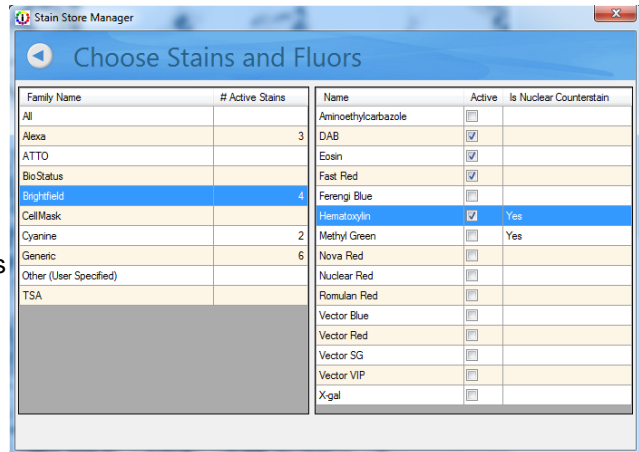 Stain Store Manager
Choose Stains and Fluors
Family Name # Active Stains
All
Alexa 3
ATTO
BioStatus
Brightfield 4
CellMask
Cyanine 2
Generic 6
Other (User Specified)
TSA
s
Name Active Is Nuclear Counterstain
Aminoethylcarbazole
DAB
Eosin
Fast Red
Ferengi Blue
Hematoxylin Yes
Methyl Green Yes
Nova Red
Nuclear Red
Romulan Red
Vector Blue
Vector Red
Vector SG
Vector VIP
X-gal